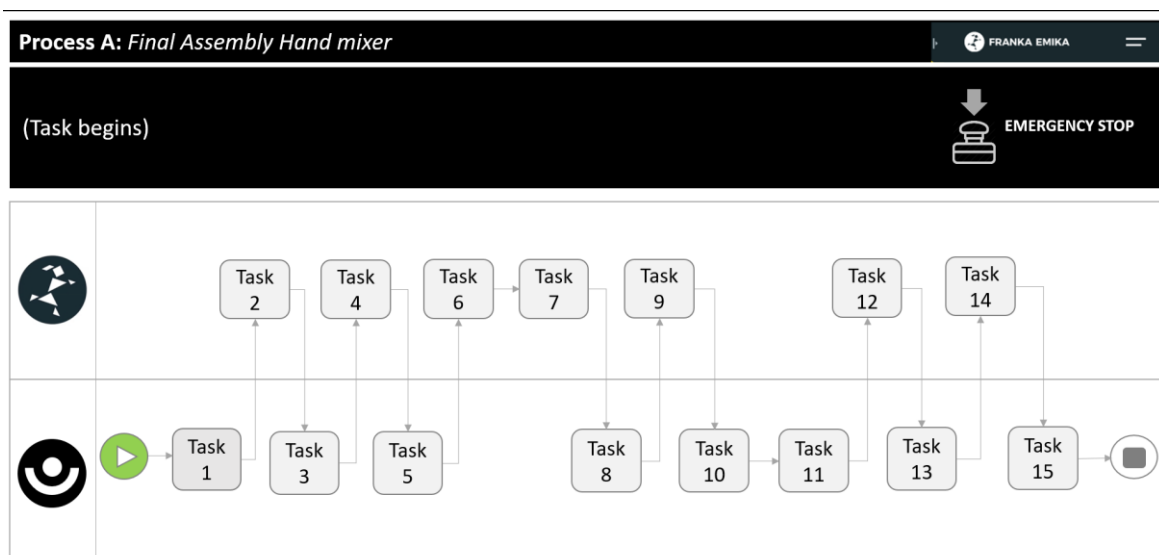 Process A: Final Assembly Hand mixer
FRANKA EMIKA
(Task begins)
EMERGENCY STOP
Task
2
Task
4
Task
6
Task
7
Task
9
Task
12
Task
14
Task
1
Task
3
Task
5
Task
8
Task
10
Task
11
Task
13
Task
15